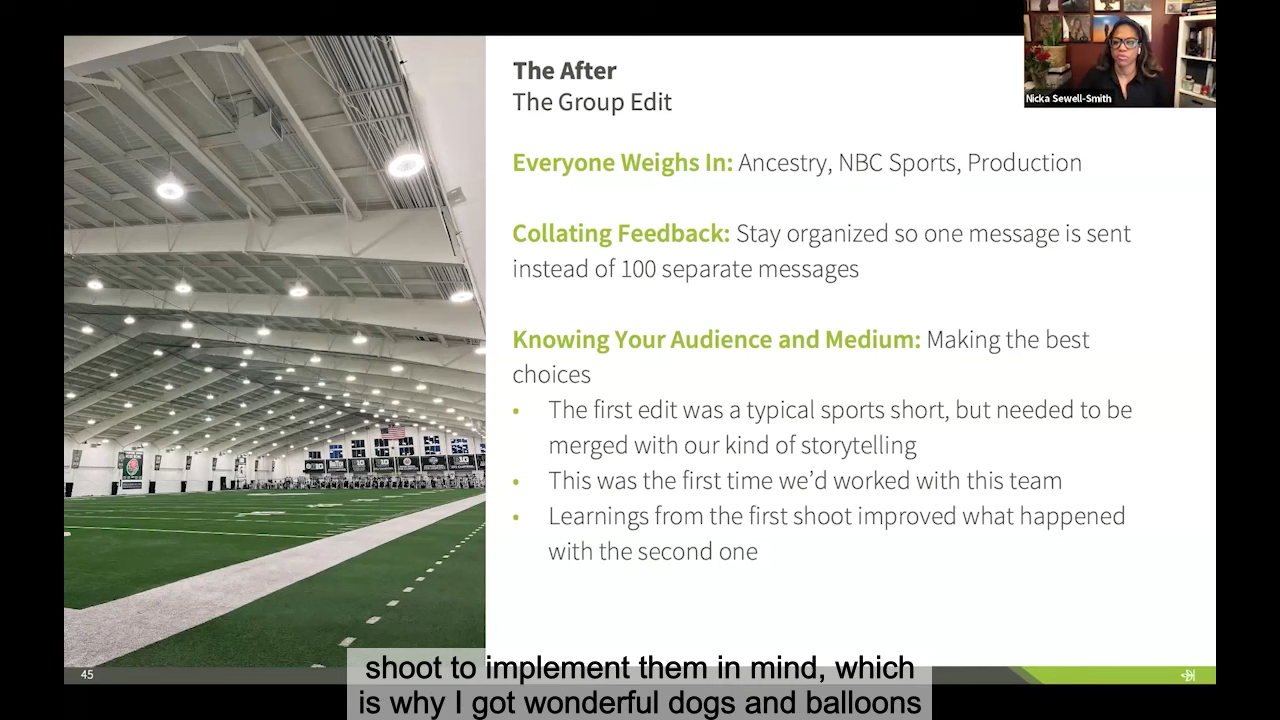 The After
The Group Edit
Everyone Weighs In: Ancestry, NBC Sports, Production
Collating Feedback: Stay organized so one message is sent
instead of 100 separate messages
Knowing Your Audience and Medium: Making the best
choices
• The first edit was a typical sports short, but needed to be
merged with our kind of storytelling
• This was the first time we’d worked with this team
• Learnings from the first shoot improved what happened
with the second one
Nicka Sewell-Smith
45
shoot to implement them in mind, which
is why I got wonderful dogs and balloons